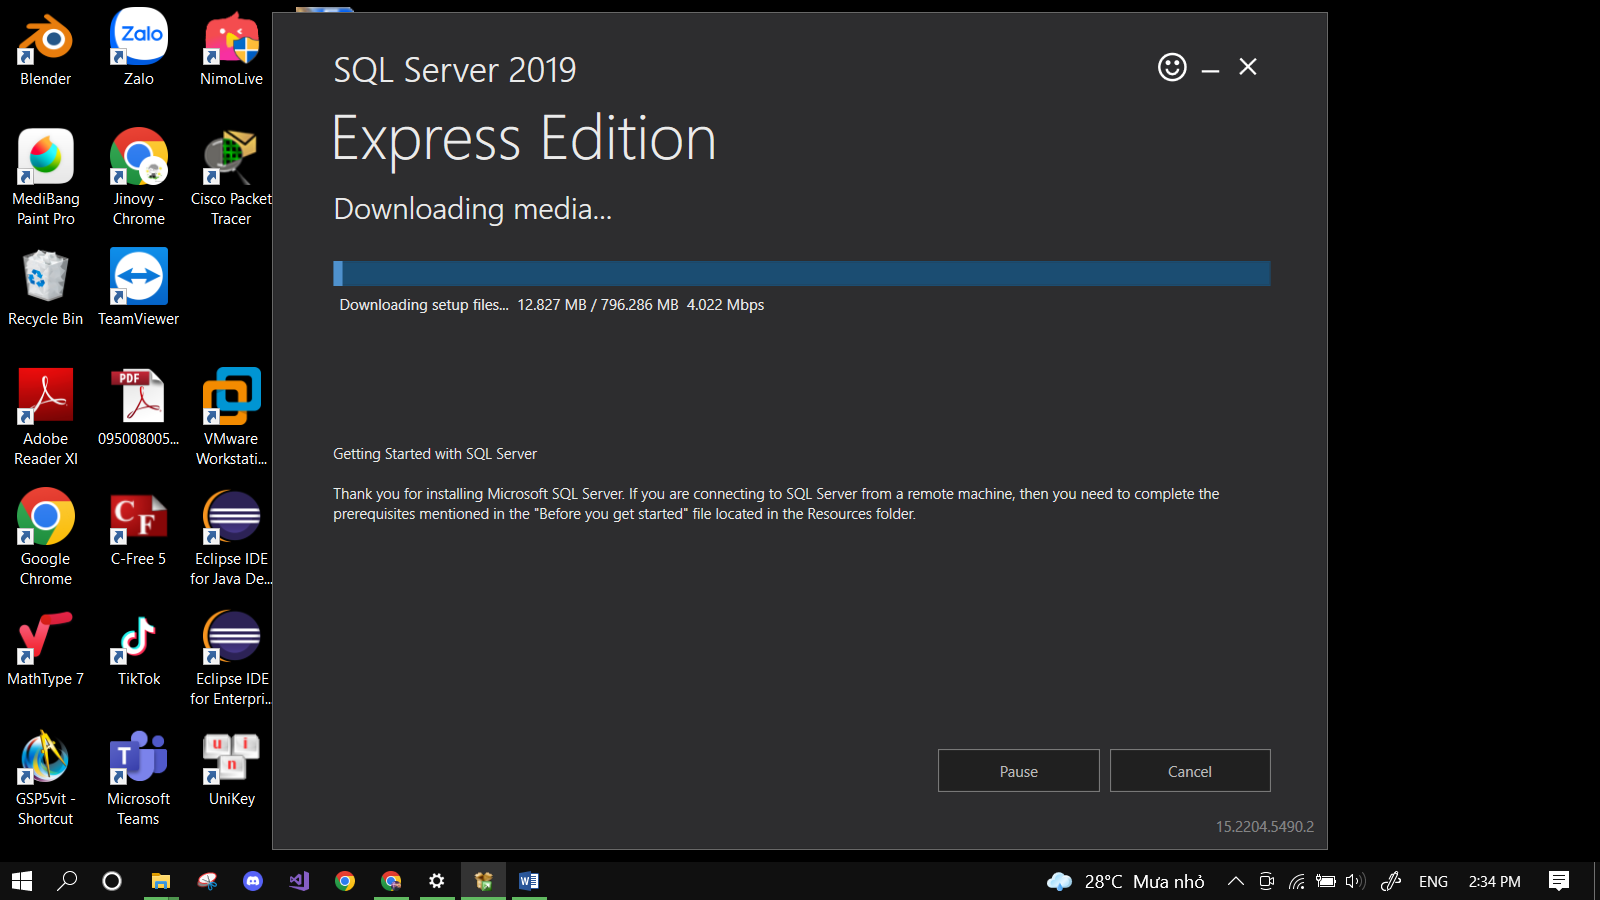 Blender
Zalo
Zalo
NimoLive
MediBang
Paint Pro
Jinovy -
Chrome
Cisco Packet
Tracer
Recycle Bin
TeamViewer
Adobe
Reader XI
PDF
095008005...
VMware
Workstati...
Google
Chrome
CF
C-Free 5
Eclipse IDE
for Java De...
MathType 7
TikTok
Eclipse IDE
for Enterpri...
GSP5vit -
Shortcut
T
Microsoft
Teams
u i
n
UniKey
SQL Server 2019
Express Edition
Downloading media...
Downloading setup files... 12.827 MB / 796.286 MB 4.022 Mbps
Getting Started with SQL Server
Thank you for installing Microsoft SQL Server. If you are connecting to SQL Server from a remote machine, then you need to complete the
prerequisites mentioned in the "Before you get started" file located in the Resources folder.
Pause
Cancel
15.2204.5490.2
28°C Mưa nhỏ
ENG
2:34 PM